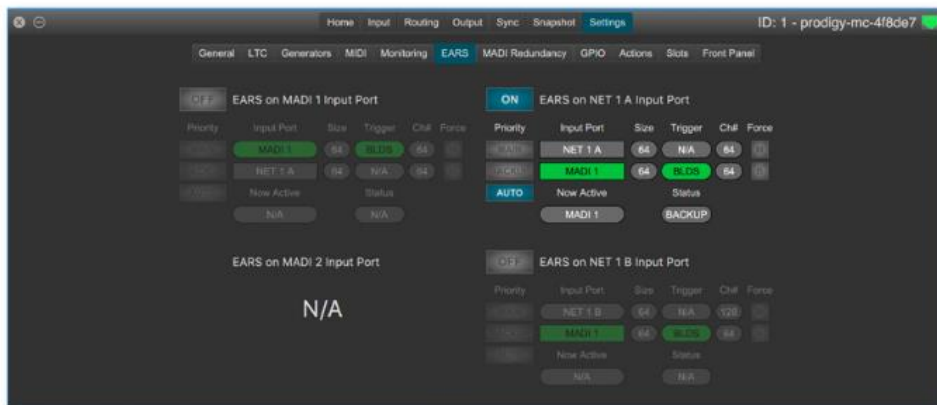 Home Input Routing Output Sync Snapshot Settings ID: 1 - prodigy-mc-4f8de7
General LTC Generators MIDI Monitoring EARS MADI Redundancy GPIO Actions Slots Front Panel
OFF EARS on MADI 1 Input Port
Priority Input Port Size Trigger Ch# Force
MADI 1 64 BLDS 64
NET 1 A 64 N/A 64
Now Active Status
N/A N/A
ON EARS on NET 1 A Input Port
Priority Input Port Size Trigger Ch# Force
MAIN NET 1 A 64 N/A 64
MADI 1 64 BLDS 64
AUTO Now Active Status
MADI 1 BACKUP
EARS on MADI 2 Input Port
N/A
OFF EARS on NET 1 B Input Port
Priority Input Port Size Trigger Ch# Force
NET 1 B 64 N/A 128
MADI 1 64 BLDS 64
Now Active Status
N/A N/A